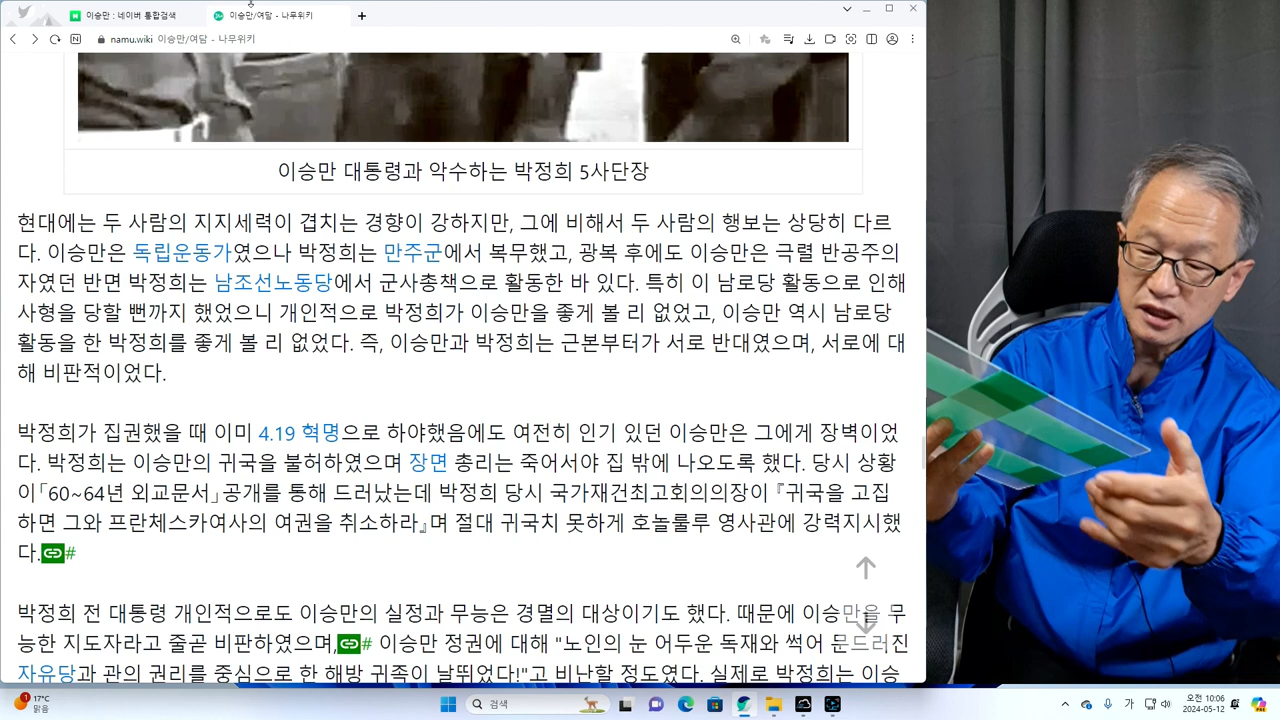 이승만 : 네이버 통합검색
이승만/여담 - 나무위키
namu.wiki 이승만/여담 - 나무위키
이승만 대통령과 악수하는 박정희 5사단장
현대에는 두 사람의 지지세력이 겹치는 경향이 강하지만, 그에 비해서 두 사람의 행보는 상당히 다르
다. 이승만은 독립운동가였으나 박정희는 만주군에서 복무했고, 광복 후에도 이승만은 극렬 반공주의
자였던 반면 박정희는 남조선노동당에서 군사총책으로 활동한 바 있다. 특히 이 남로당 활동으로 인해
사형을 당할 뻔까지 했었으니 개인적으로 박정희가 이승만을 좋게 볼 리 없었고, 이승만 역시 남로당
활동을 한 박정희를 좋게 볼 리 없었다. 즉, 이승만과 박정희는 근본부터가 서로 반대였으며, 서로에 대
해 비판적이었다.
박정희가 집권했을 때 이미 4.19 혁명으로 하야했음에도 여전히 인기 있던 이승만은 그에게 장벽이었
다. 박정희는 이승만의 귀국을 불허하였으며 장면 총리는 죽어서야 집 밖에 나오도록 했다. 당시 상황
이「60~64년 외교문서」공개를 통해 드러났는데 박정희 당시 국가재건최고회의의장이『귀국을 고집
하면 그와 프란체스카여사의 여권을 취소하라』며 절대 귀국치 못하게 호놀룰루 영사관에 강력지시했
다.#
박정희 전 대통령 개인적으로도 이승만의 실정과 무능은 경멸의 대상이기도 했다. 때문에 이승만을 무
능한 지도자라고 줄곧 비판하였으며,# 이승만 정권에 대해 "노인의 눈 어두운 독재와 썩어 문드러진
자유당과 관의 권리를 중심으로 한 해방 귀족이 날뛰었다!"고 비난할 정도였다. 실제로 박정희는 이승
1
17°C
맑음
검색
가
오전 10:06
2024-05-12